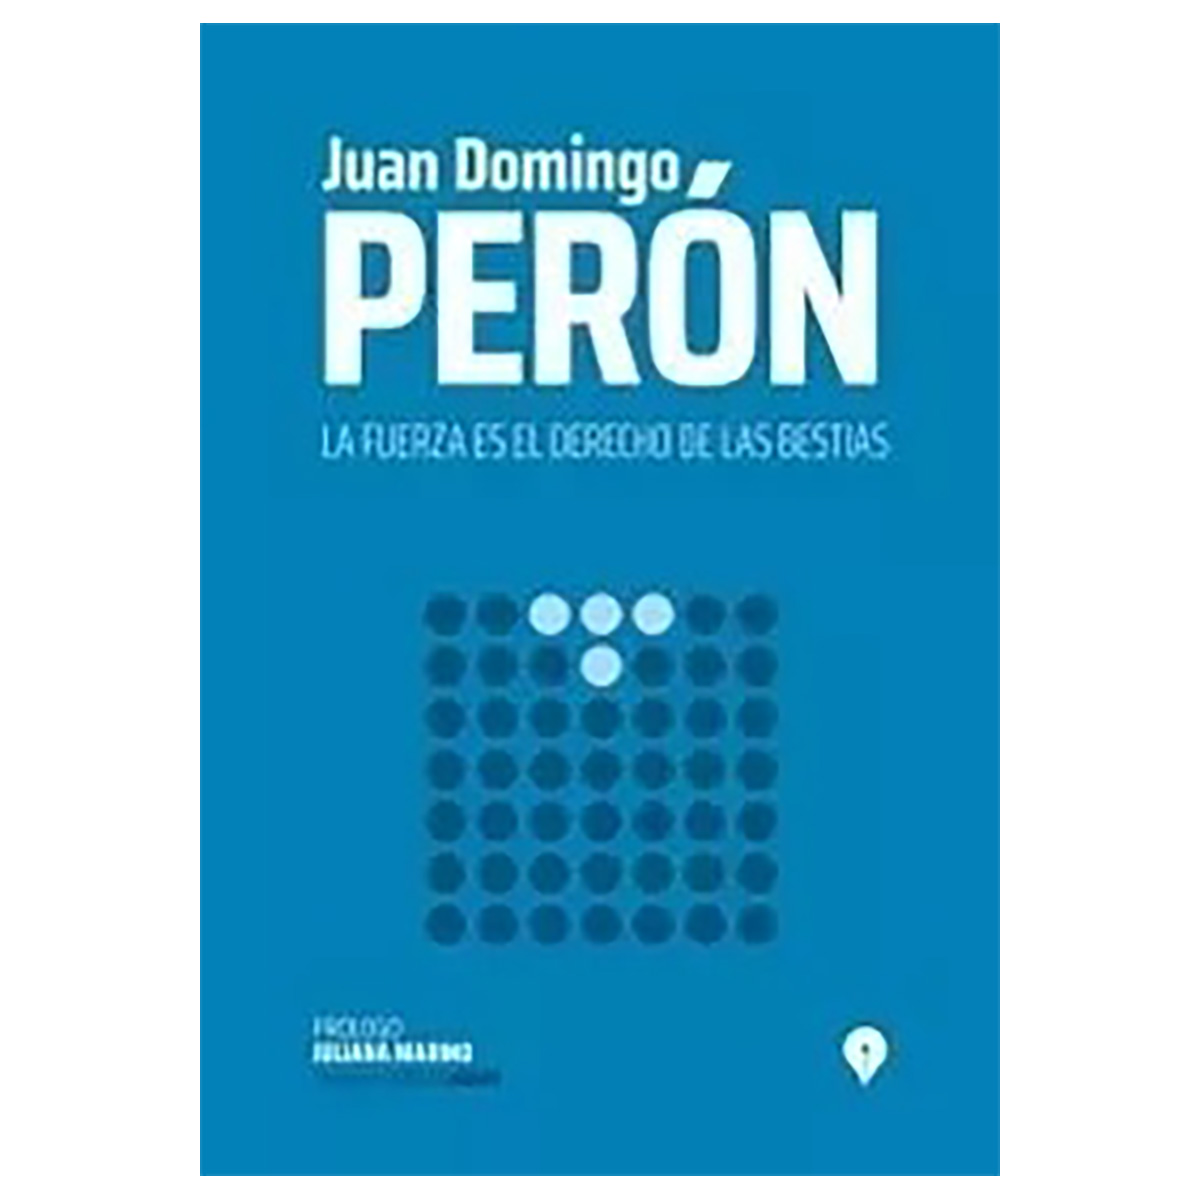 Juan Domingo
PERÓN
LA FUERZA ES EL DERECHO DE LAS BESTIAS
PRÓLOGO
JULIANA MARINO